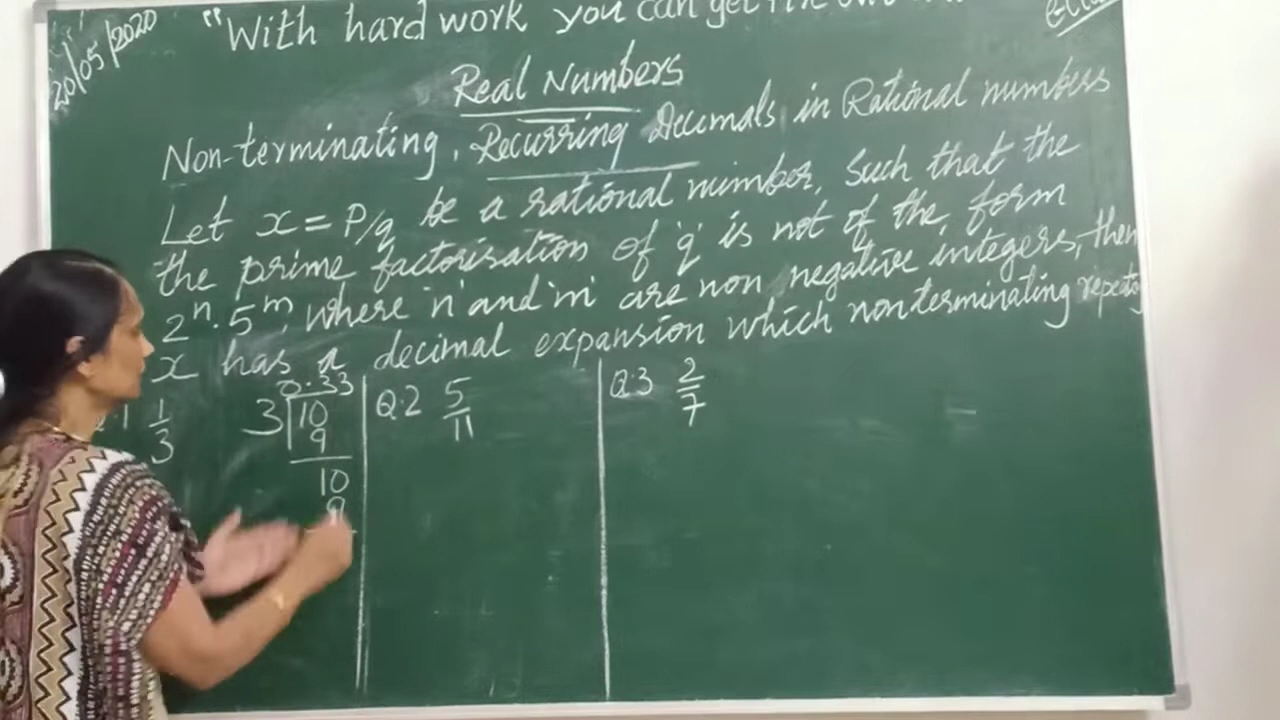 20/05/2020
"With hard work you can get
Real Numbers
Non-terminating, Recurring Decimals in Rational numbers
Let x = P/q be a rational number, such that the
the prime factorisation of 'q' is not of the form
2ⁿ.5ᵐ, where 'n' and 'm' are non negative integers, then
x has a decimal expansion which nonterminating
1 1/3
0.33
3 10
9
10
9
Q.2 5/11
Q.3 2/7